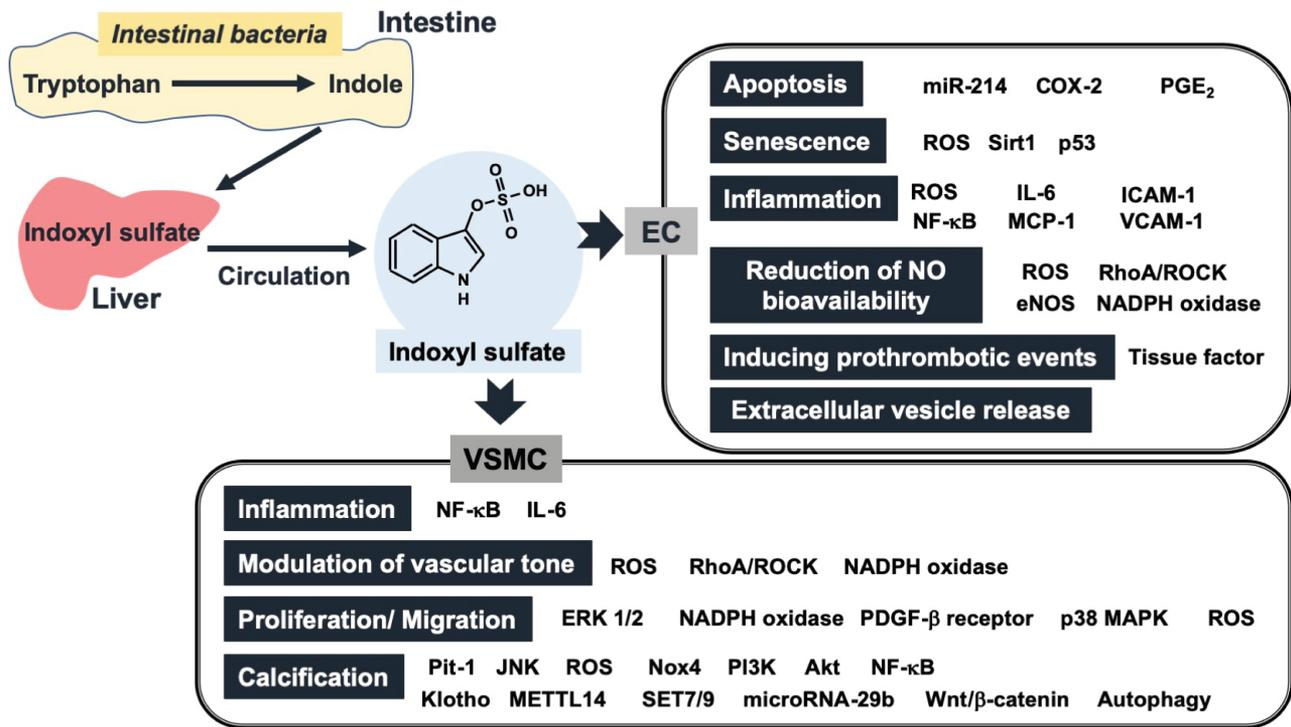 Intestinal bacteria
Intestine
Tryptophan
Indole
Indoxyl sulfate
Liver
Circulation
O
O
S
OH
O
N
H
Indoxyl sulfate
EC
Apoptosis miR-214 COX-2 PGE₂
Senescence ROS Sirt1 p53
Inflammation
ROS IL-6 ICAM-1
NF-κB MCP-1 VCAM-1
Reduction of NO
bioavailability
ROS RhoA/ROCK
eNOS NADPH oxidase
Inducing prothrombotic events Tissue factor
Extracellular vesicle release
VSMC
Inflammation NF-κB IL-6
Modulation of vascular tone ROS RhoA/ROCK NADPH oxidase
Proliferation/ Migration ERK 1/2 NADPH oxidase PDGF-β receptor p38 MAPK ROS
Calcification
Pit-1 JNK ROS Nox4 PI3K Akt NF-κB
Klotho METTL14 SET7/9 microRNA-29b Wnt/β-catenin Autophagy